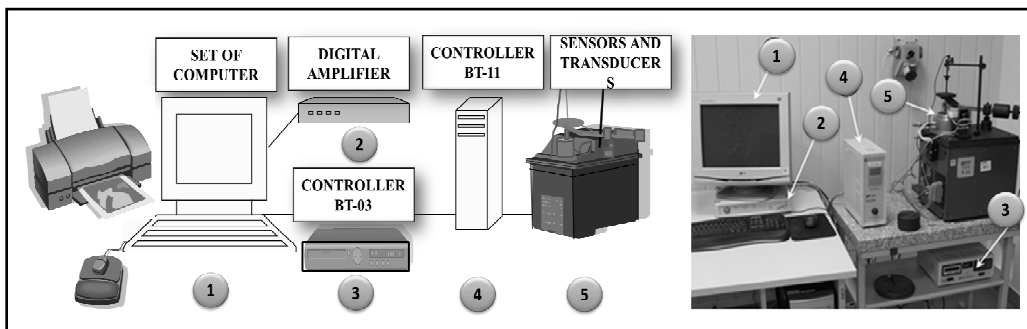 SET OF
COMPUTER
DIGITAL
AMPLIFIER
CONTROLLER
BT-11
SENSORS AND
TRANSDUCER
S
2
CONTROLLER
BT-03
1
3
4
5
1
4
5
2
3